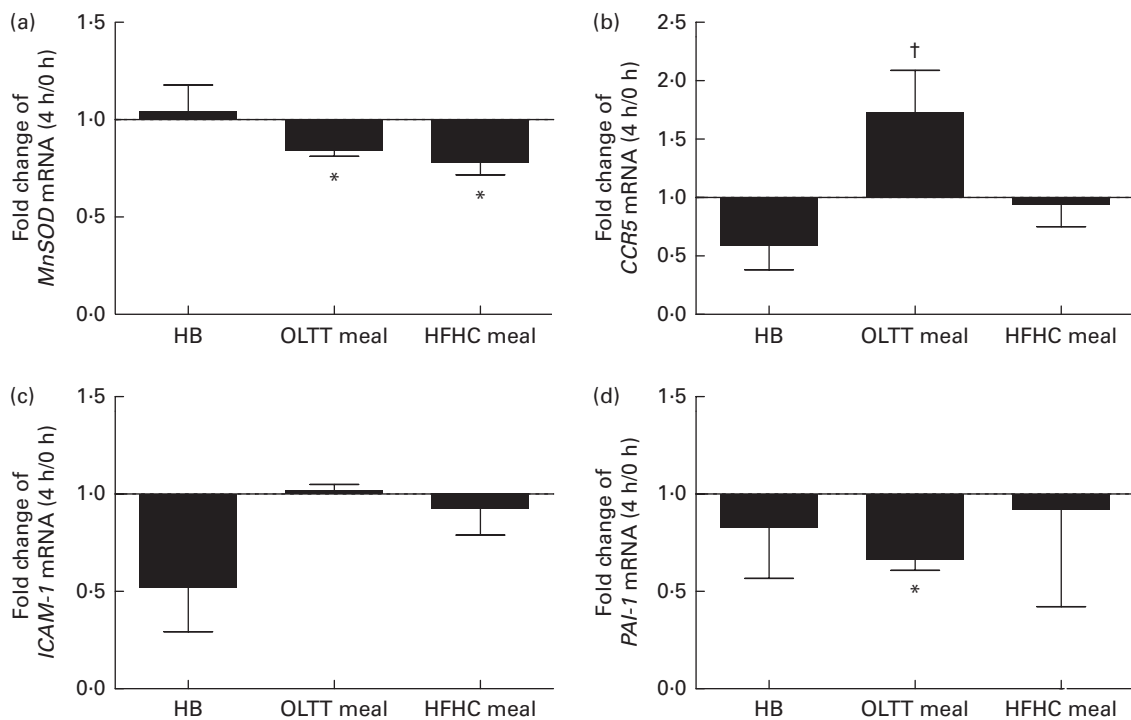 (a)
Fold change of
MnSOD mRNA (4 h/0 h)
1·5
1·0
0·5
0·0
*
*
HB
OLTT meal
HFHC meal
(b)
Fold change of
CCR5 mRNA (4 h/0 h)
2·5
2·0
1·5
1·0
0·5
0·0
†
HB
OLTT meal
HFHC meal
(c)
Fold change of
ICAM-1 mRNA (4 h/0 h)
1·5
1·0
0·5
0·0
HB
OLTT meal
HFHC meal
(d)
Fold change of
PAI-1 mRNA (4 h/0 h)
1·5
1·0
0·5
0·0
*
HB
OLTT meal
HFHC meal